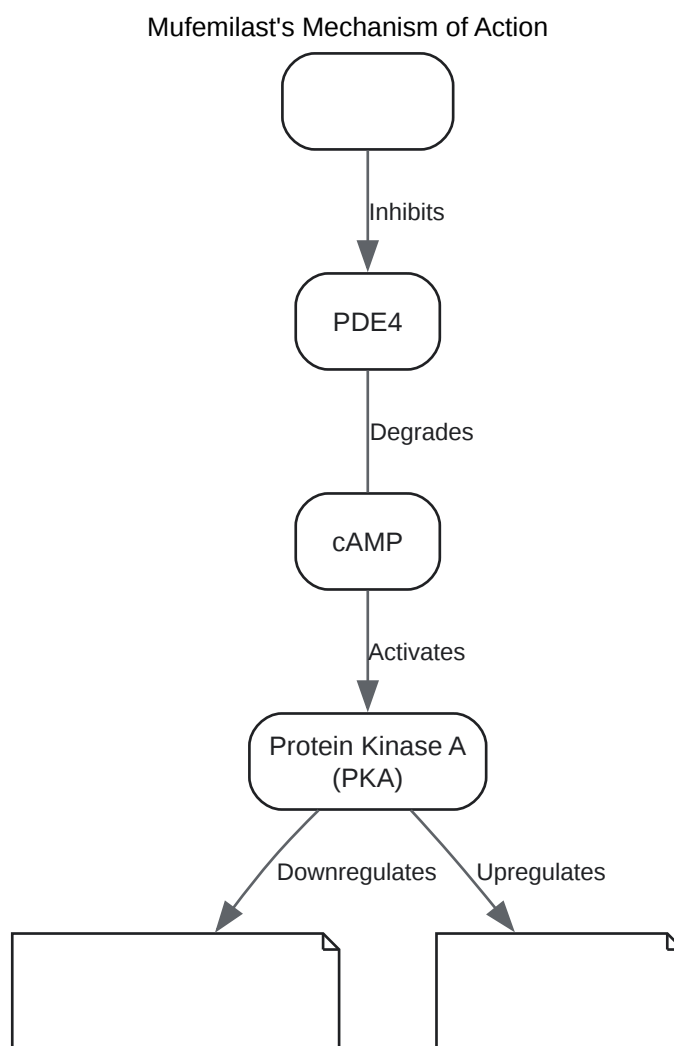 Mufemilast's Mechanism of Action
Inhibits
PDE4
Degrades
cAMP
Activates
Protein Kinase A
(PKA)
Downregulates
Upregulates